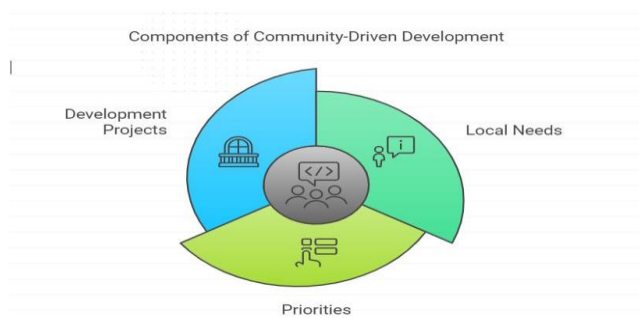 Components of Community-Driven Development
Development
Projects
Local Needs
i
</>
Priorities